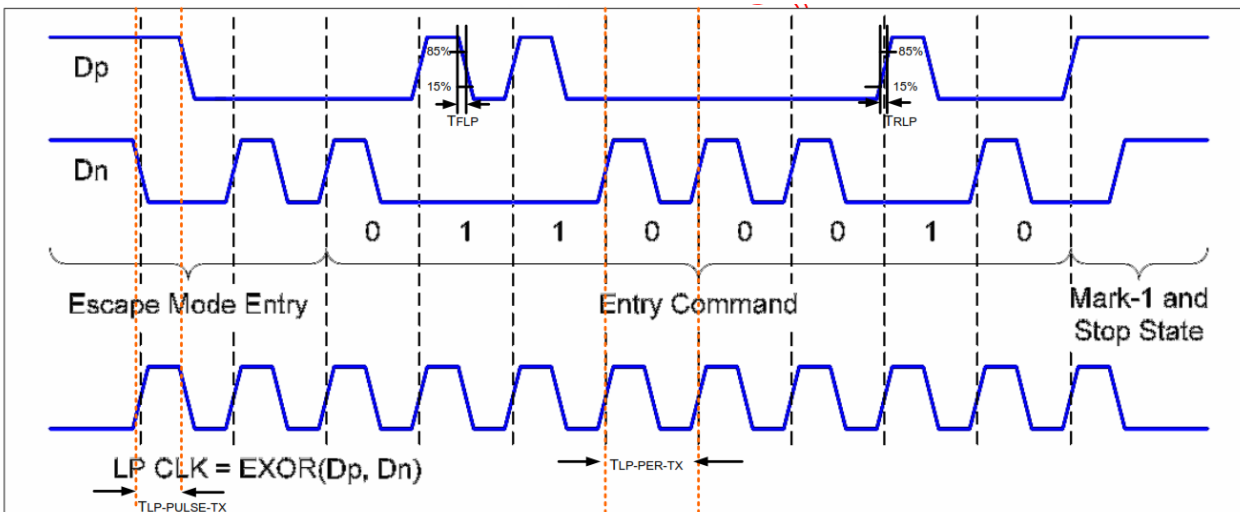 Dp
85%
15%
TFLP
85%
15%
TRLP
Dn
0 1 1 0 0 0 1 0
Escape Mode Entry
Entry Command
Mark-1 and
Stop State
LP CLK = EXOR(Dp, Dn)
TLP-PER-TX
TLP-PULSE-TX